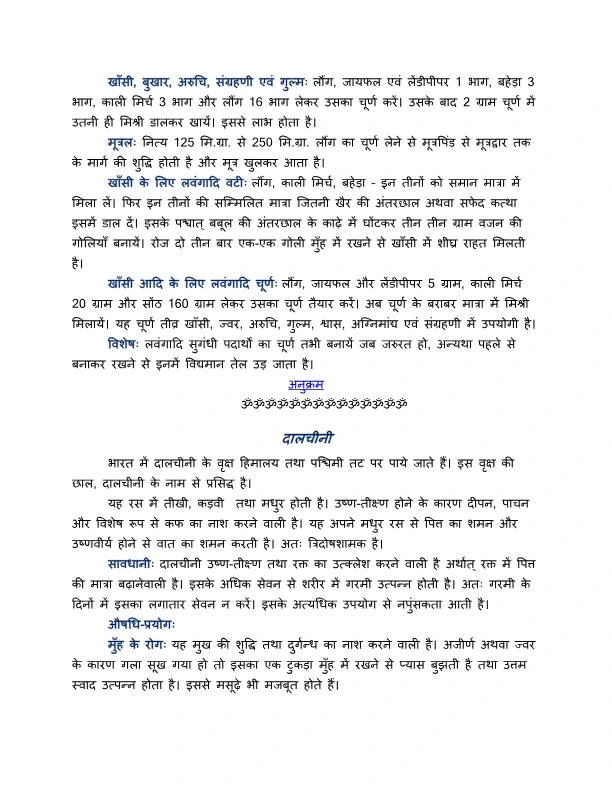 खाँसी, बुखार, अरुचि, संग्रहणी एवं गुल्मः लौंग, जायफल एवं लेंडीपीपर 1 भाग, बहेड़ा 3
भाग, काली मिर्च 3 भाग और लौंग 16 भाग लेकर उसका चूर्ण करें। उसके बाद 2 ग्राम चूर्ण में
उतनी ही मिश्री डालकर खायें। इससे लाभ होता है।
मूत्रलः नित्य 125 मि.ग्रा. से 250 मि.ग्रा. लौंग का चूर्ण लेने से मूत्रपिंड से मूत्रद्वार तक
के मार्ग की शुद्धि होती है और मूत्र खुलकर आता है।
खाँसी के लिए लवंगादि वटीः लौंग, काली मिर्च, बहेड़ा - इन तीनों को समान मात्रा में
मिला लें। फिर इन तीनों की सम्मिलित मात्रा जितनी खैर की अंतरछाल अथवा सफेद कत्था
इसमें डाल दें। इसके पश्चात् बबूल की अंतरछाल के काढ़े में घोंटकर तीन तीन ग्राम वजन की
गोलियाँ बनायें। रोज दो तीन बार एक-एक गोली मुँह में रखने से खाँसी में शीघ्र राहत मिलती
है।
खाँसी आदि के लिए लवंगादि चूर्णः लौंग, जायफल और लेंडीपीपर 5 ग्राम, काली मिर्च
20 ग्राम और सोंठ 160 ग्राम लेकर उसका चूर्ण तैयार करें। अब चूर्ण के बराबर मात्रा में मिश्री
मिलायें। यह चूर्ण तीव्र खाँसी, ज्वर, अरुचि, गुल्म, श्वास, अग्निमांद्य एवं संग्रहणी में उपयोगी है।
विशेषः लवंगादि सुगंधी पदार्थों का चूर्ण तभी बनायें जब जरुरत हो, अन्यथा पहले से
बनाकर रखने से इनमें विद्यमान तेल उड़ जाता है।
अनुक्रम
ॐॐॐॐॐॐॐॐॐॐॐॐॐॐ
दालचीनी
भारत में दालचीनी के वृक्ष हिमालय तथा पश्चिमी तट पर पाये जाते हैं। इस वृक्ष की
छाल, दालचीनी के नाम से प्रसिद्ध है।
यह रस में तीखी, कड़वी तथा मधुर होती है। उष्ण-तीक्ष्ण होने के कारण दीपन, पाचन
और विशेष रूप से कफ का नाश करने वाली है। यह अपने मधुर रस से पित्त का शमन और
उष्णवीर्य होने से वात का शमन करती है। अतः त्रिदोषशामक है।
सावधानीः दालचीनी उष्ण-तीक्ष्ण तथा रक्त का उत्क्लेश करने वाली है अर्थात् रक्त में पित्त
की मात्रा बढ़ानेवाली है। इसके अधिक सेवन से शरीर में गरमी उत्पन्न होती है। अतः गरमी के
दिनों में इसका लगातार सेवन न करें। इसके अत्यधिक उपयोग से नपुंसकता आती है।
औषधि-प्रयोगः
मुँह के रोगः यह मुख की शुद्धि तथा दुर्गन्ध का नाश करने वाली है। अजीर्ण अथवा ज्वर
के कारण गला सूख गया हो तो इसका एक टुकड़ा मुँह में रखने से प्यास बुझती है तथा उत्तम
स्वाद उत्पन्न होता है। इससे मसूढ़े भी मजबूत होते हैं।